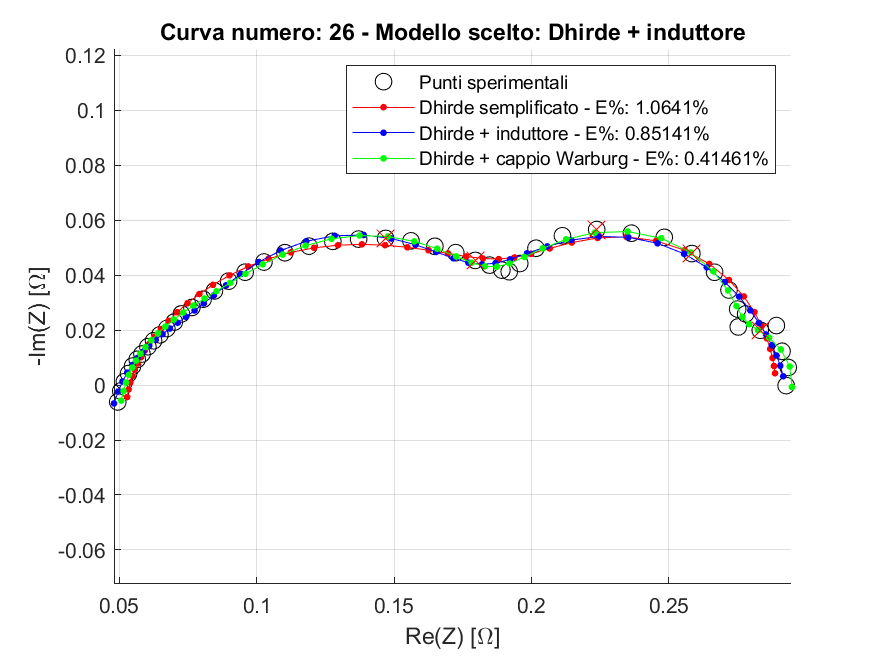 Curva numero: 26 - Modello scelto: Dhirde + induttore
Punti sperimentali
Dhirde semplificato - E%: 1.0641%
Dhirde + induttore - E%: 0.85141%
Dhirde + cappio Warburg - E%: 0.41461%
0.12
0.1
0.08
0.06
0.04
0.02
0
-0.02
-0.04
-0.06
-Im(Z) [Ω]
0.05
0.1
0.15
0.2
0.25
Re(Z) [Ω]